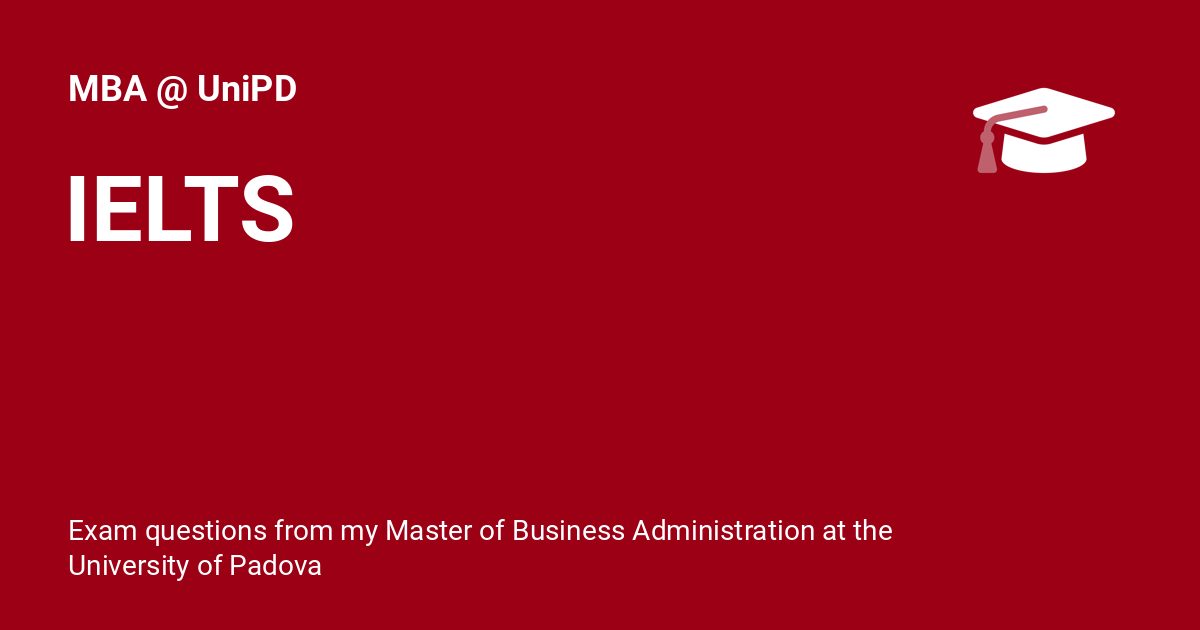 MBA @ UniPD
IELTS
Exam questions from my Master of Business Administration at the
University of Padova